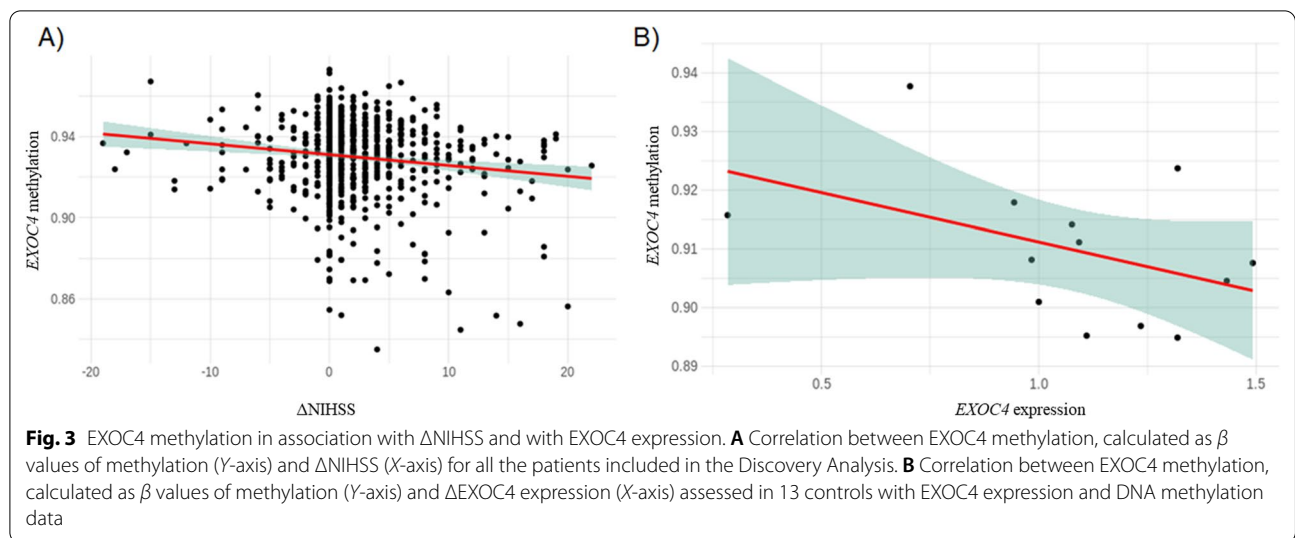 A)
EXOC4 methylation
0.94
0.90
0.86
-20
-10
0
10
20
ΔNIHSS
B)
EXOC4 methylation
0.94
0.93
0.92
0.91
0.90
0.89
0.5
1.0
1.5
EXOC4 expression
Fig. 3 EXOC4 methylation in association with ΔNIHSS and with EXOC4 expression. A Correlation between EXOC4 methylation, calculated as β
values of methylation (Y-axis) and ΔNIHSS (X-axis) for all the patients included in the Discovery Analysis. B Correlation between EXOC4 methylation,
calculated as β values of methylation (Y-axis) and ΔEXOC4 expression (X-axis) assessed in 13 controls with EXOC4 expression and DNA methylation
data